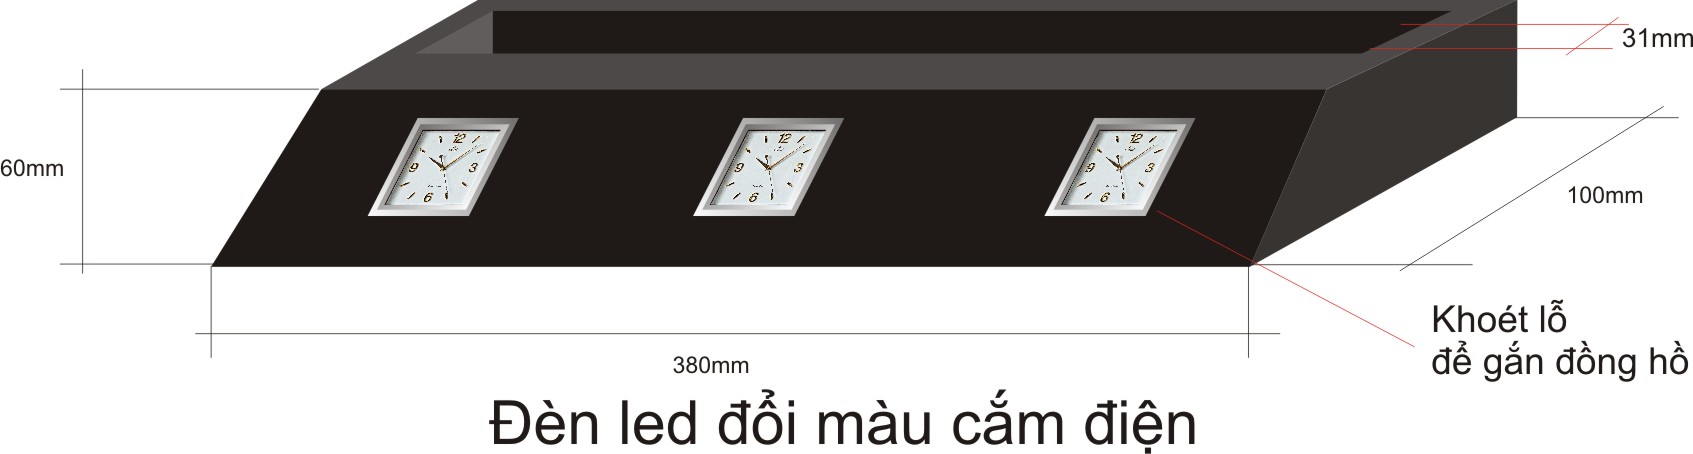 31mm
60mm
100mm
Khoét lỗ
để gắn đồng hồ
380mm
Đèn led đổi màu cắm điện
12
3
6
9
12
3
6
9
12
3
6
9